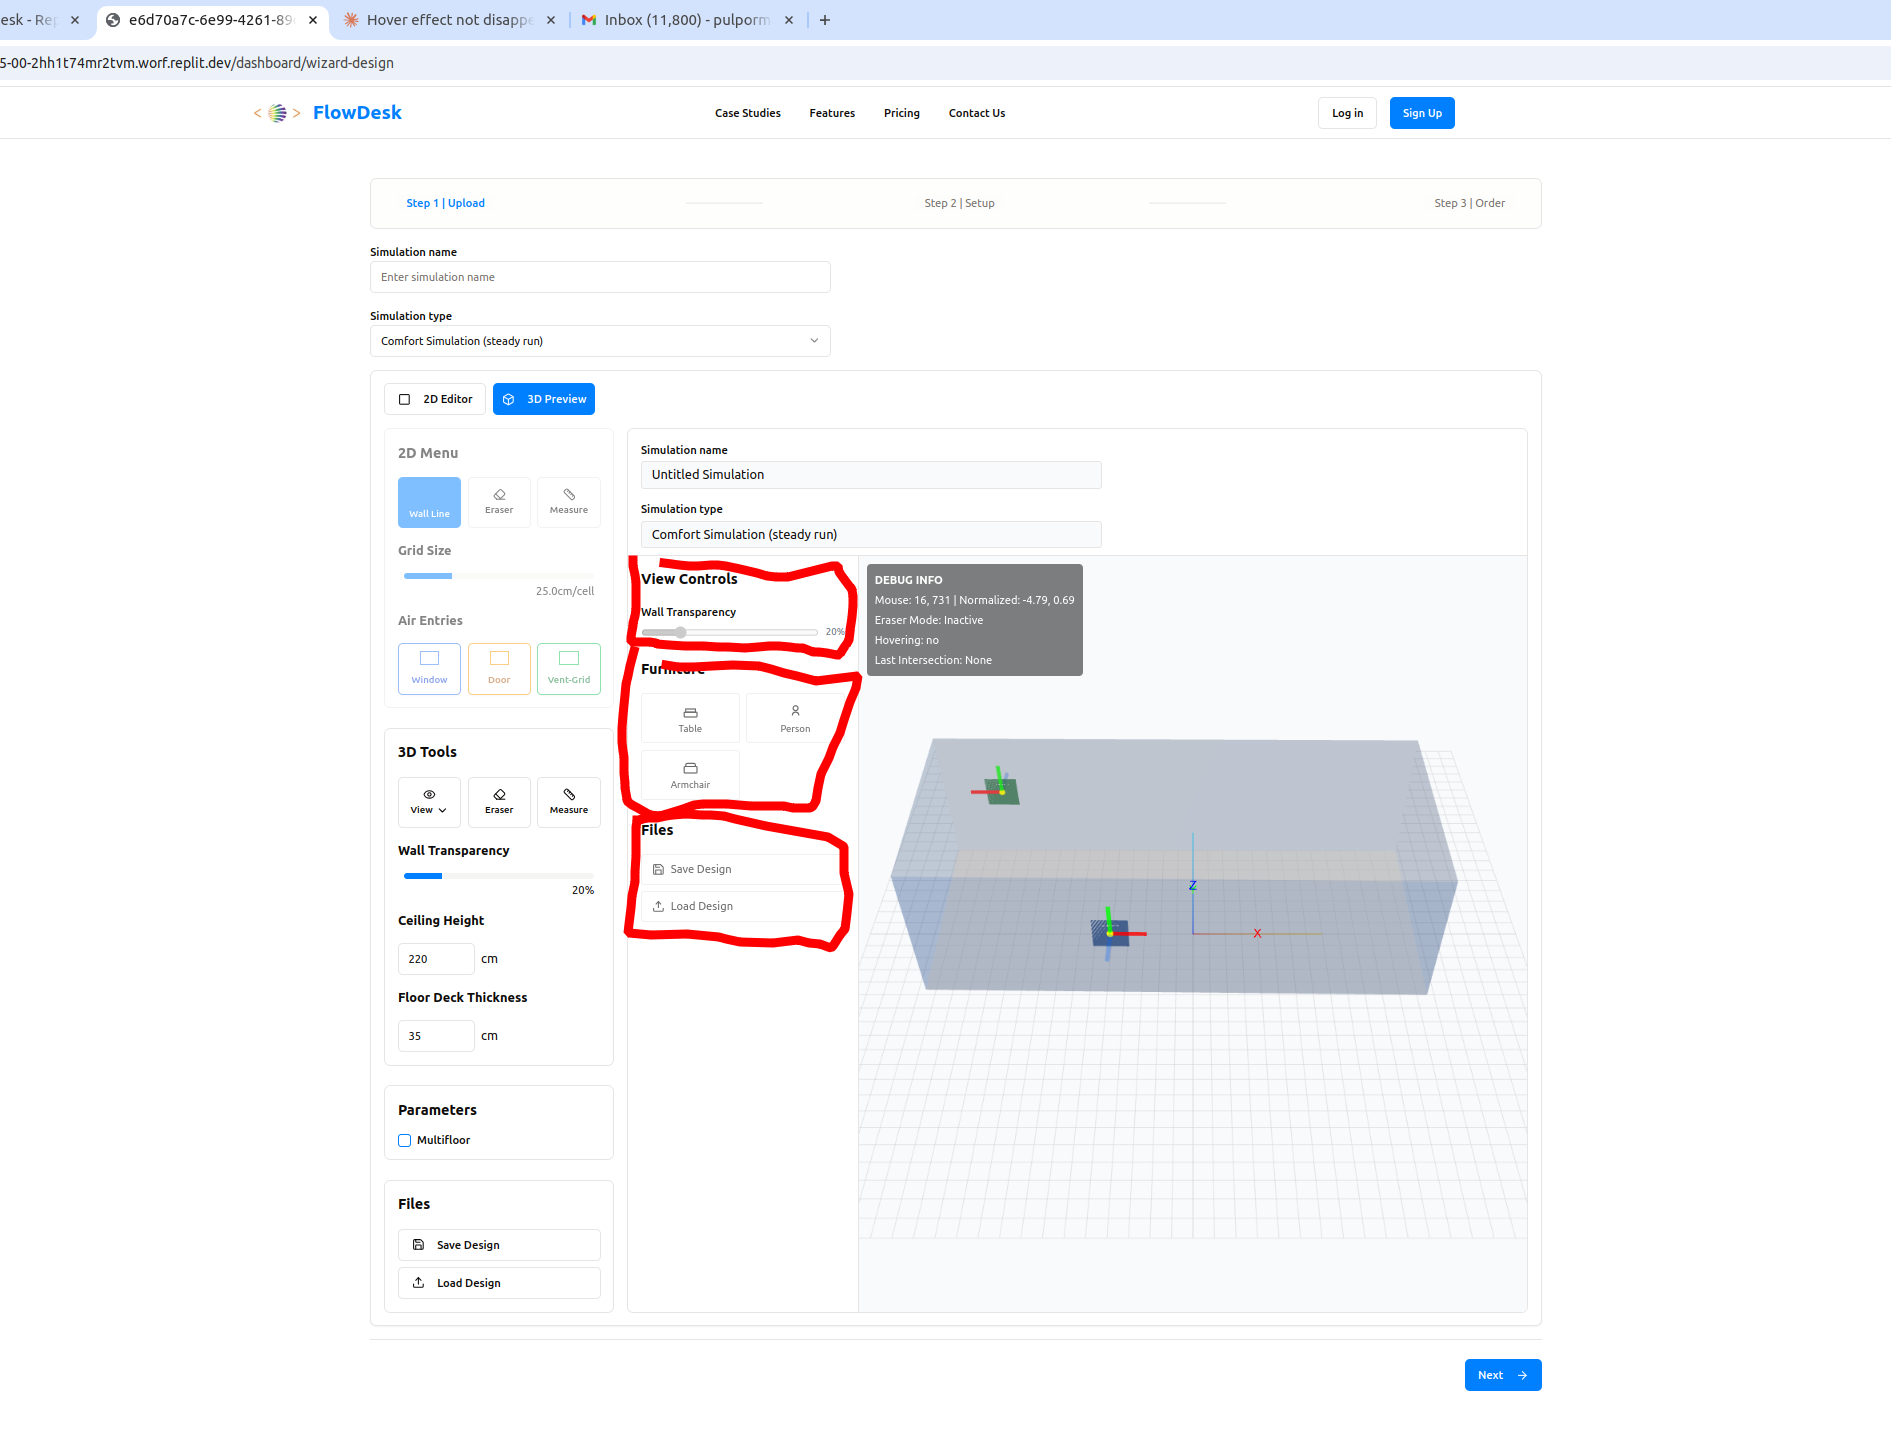 esk - Rep
e6d70a7c-6e99-4261-89
Hover effect not disappe
Inbox (11,800) - pulporm
5-00-2hh1t74mr2tvm.worf.replit.dev/dashboard/wizard-design
< > FlowDesk
Case Studies
Features
Pricing
Contact Us
Log in
Sign Up
Step 1 | Upload
Step 2 | Setup
Step 3 | Order
Simulation name
Enter simulation name
Simulation type
Comfort Simulation (steady run)
2D Editor
3D Preview
2D Menu
Wall Line
Eraser
Measure
Grid Size
25.0cm/cell
Air Entries
Window
Door
Vent-Grid
3D Tools
View
Eraser
Measure
Wall Transparency
20%
Ceiling Height
220 cm
Floor Deck Thickness
35 cm
Parameters
Multifloor
Files
Save Design
Load Design
Simulation name
Untitled Simulation
Simulation type
Comfort Simulation (steady run)
View Controls
Wall Transparency
20%
Furniture
Table
Person
Armchair
Files
Save Design
Load Design
DEBUG INFO
Mouse: 16, 731 | Normalized: -4.79, 0.69
Eraser Mode: Inactive
Hovering: no
Last Intersection: None
Z
X
Next